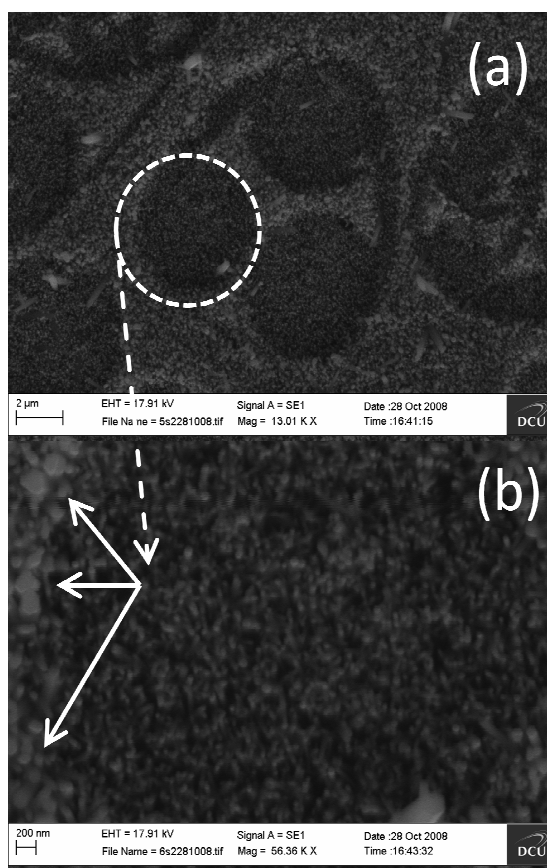 (a)
2 µm
EHT = 17.91 kV
Signal A = SE1
Date :28 Oct 2008
File Na ne = 5s2281008.tif
Mag = 13.01 K X
Time :16:41:15
DCU
(b)
200 nm
EHT = 17.91 kV
Signal A = SE1
Date :28 Oct 2008
File Name = 6s2281008.tif
Mag = 56.36 K X
Time :16:43:32
DCU